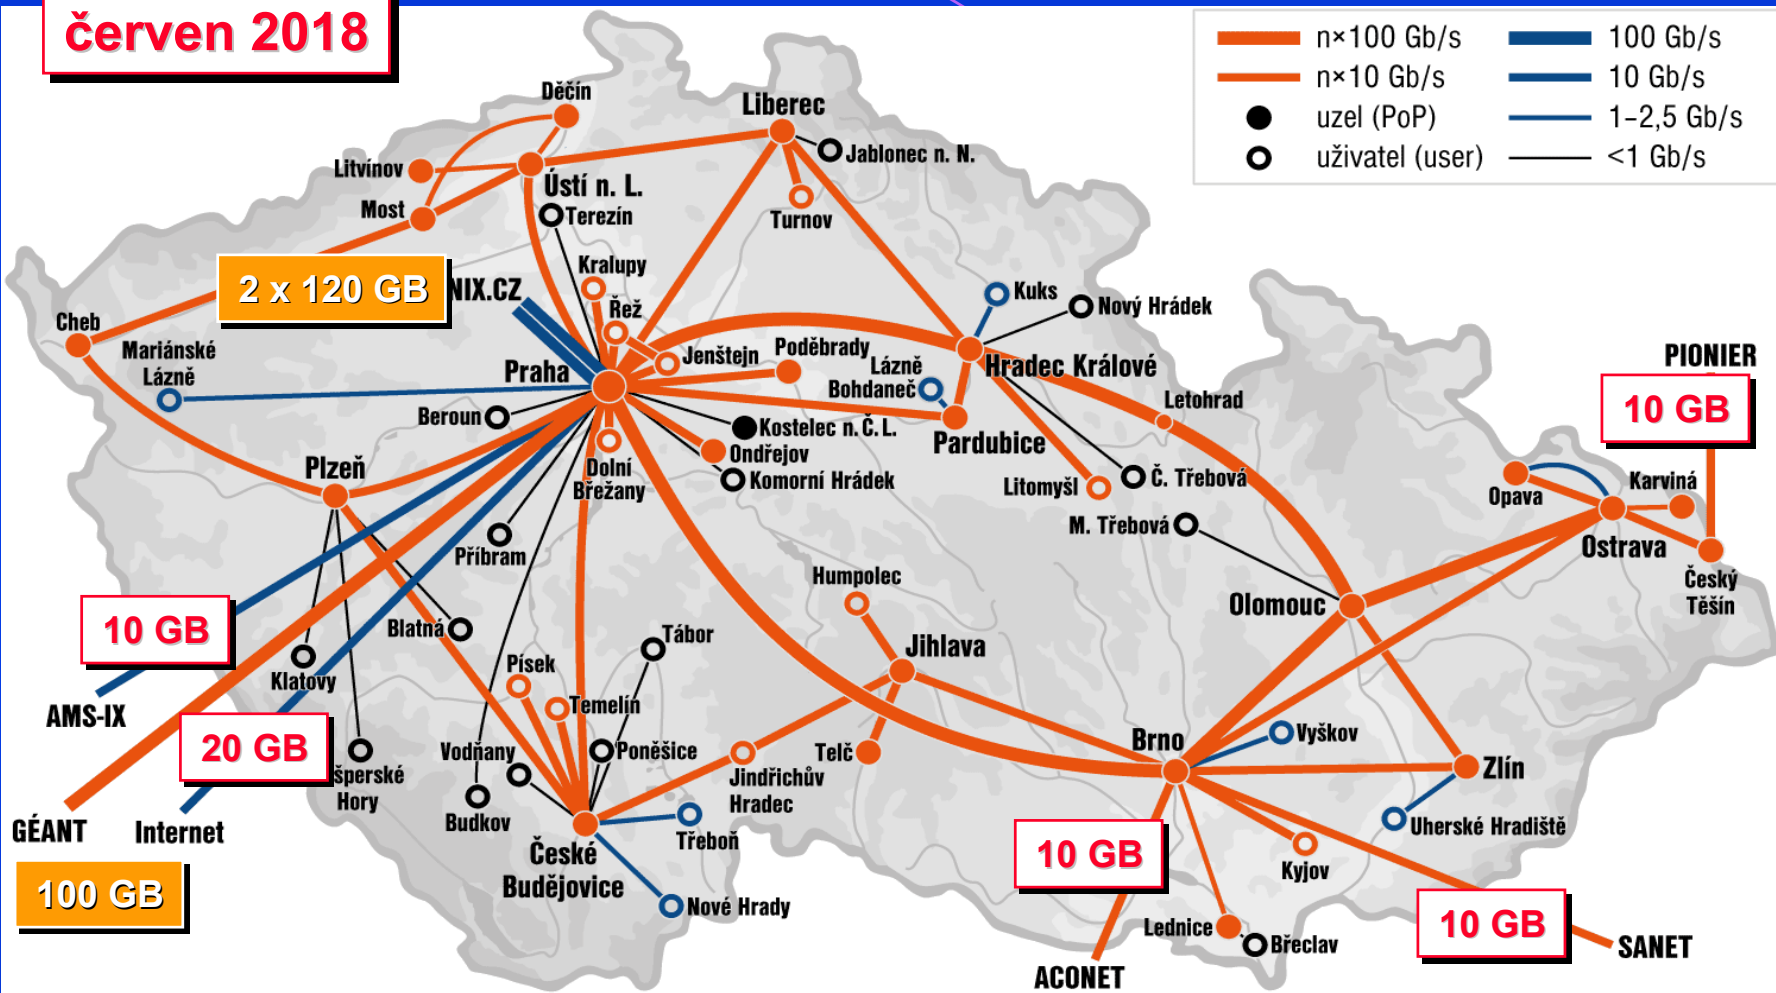 červen 2018
n×100 Gb/s
100 Gb/s
n×10 Gb/s
10 Gb/s
uzel (PoP)
1–2,5 Gb/s
uživatel (user)
<1 Gb/s
Děčín
Liberec
Jablonec n. N.
Litvínov
Ústí n. L.
Most
Terezín
Turnov
Kralupy
2 x 120 GB
NIX.CZ
Řež
Kuks
Nový Hrádek
Cheb
Mariánské
Lázně
Praha
Jenštejn
Poděbrady
Lázně
Bohdaneč
Hradec Králové
PIONIER
10 GB
Letohrad
Beroun
Kostelec n. Č. L.
Pardubice
Ondřejov
Plzeň
Dolní
Břežany
Komorní Hrádek
Litomyšl
Č. Třebová
Opava
Karviná
M. Třebová
Příbram
Ostrava
Humpolec
Český
Těšín
Olomouc
10 GB
Blatná
Tábor
Jihlava
Klatovy
Písek
Temelín
AMS-IX
20 GB
Vodňany
Poněšice
Telč
Brno
Vyškov
šperské
Hory
Jindřichův
Hradec
Zlín
GÉANT
Internet
Budkov
Třeboň
Uherské Hradiště
České
Budějovice
10 GB
Kyjov
100 GB
Nové Hrady
Lednice
Břeclav
10 GB
SANET
ACONET